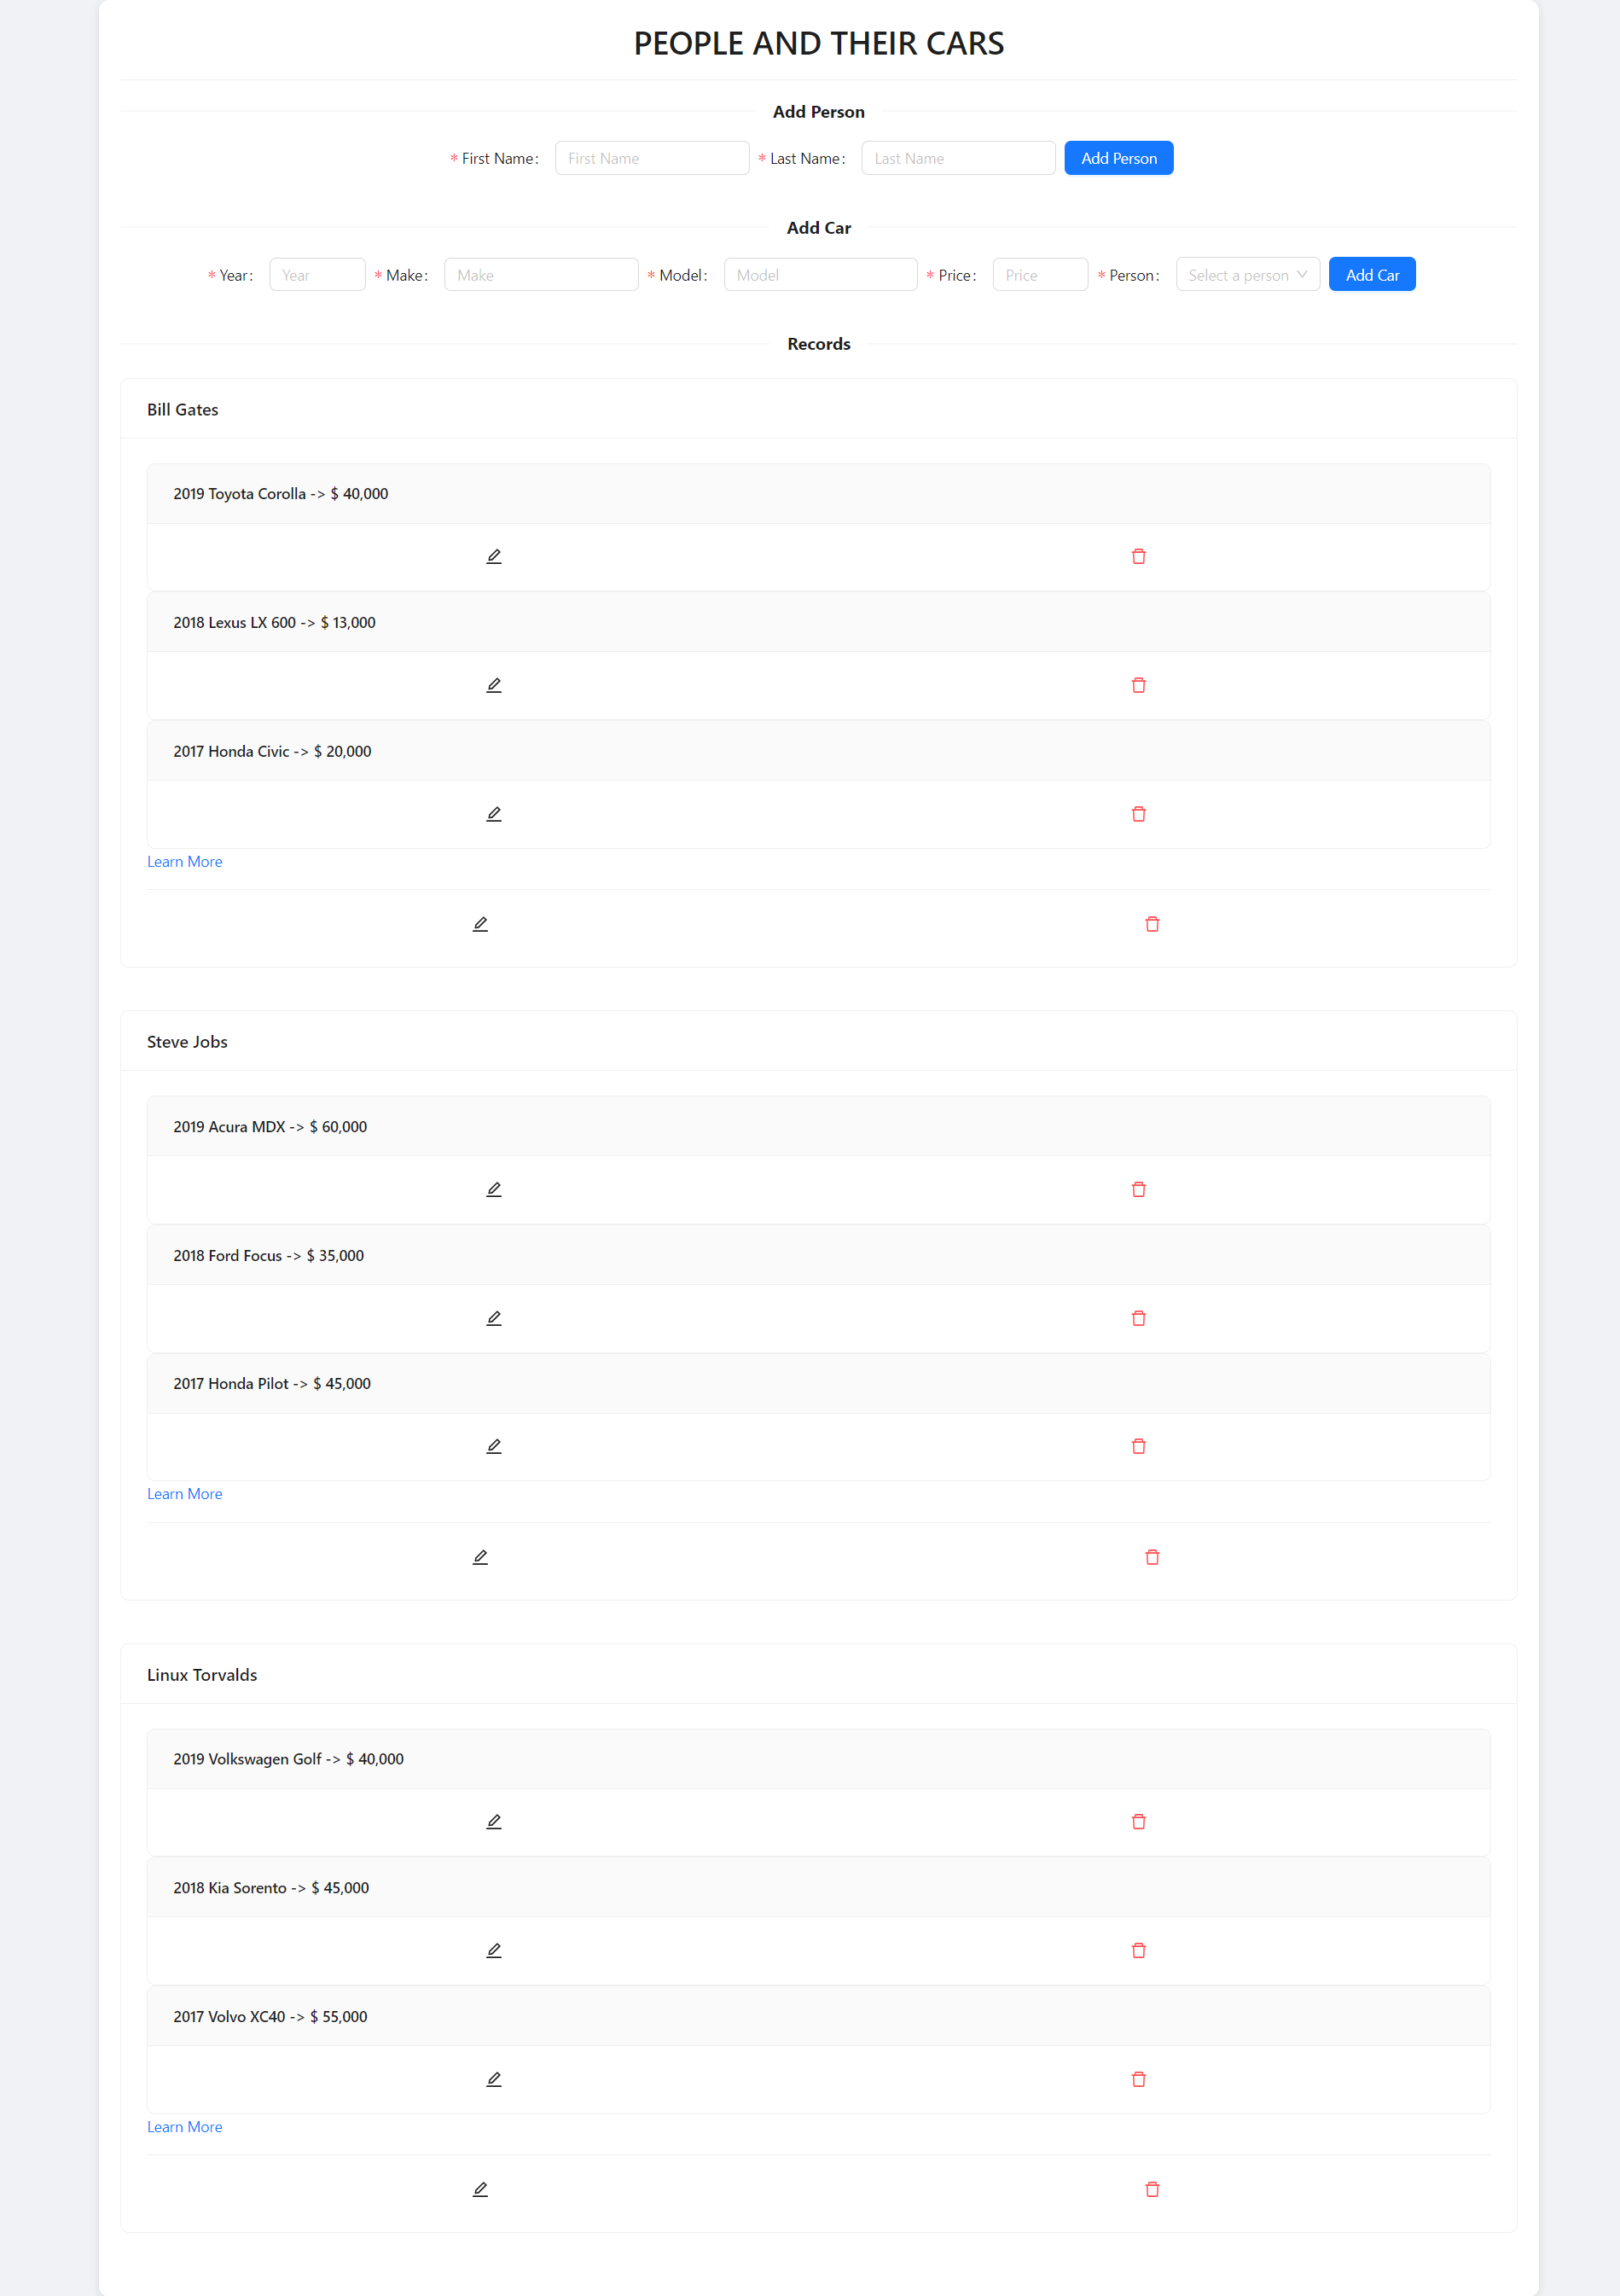 PEOPLE AND THEIR CARS
Add Person
* First Name: First Name * Last Name: Last Name Add Person
Add Car
* Year: Year * Make: Make * Model: Model * Price: Price * Person: Select a person Add Car
Records
Bill Gates
2019 Toyota Corolla -> $ 40,000
2018 Lexus LX 600 -> $ 13,000
2017 Honda Civic -> $ 20,000
Learn More
Steve Jobs
2019 Acura MDX -> $ 60,000
2018 Ford Focus -> $ 35,000
2017 Honda Pilot -> $ 45,000
Learn More
Linux Torvalds
2019 Volkswagen Golf -> $ 40,000
2018 Kia Sorento -> $ 45,000
2017 Volvo XC40 -> $ 55,000
Learn More